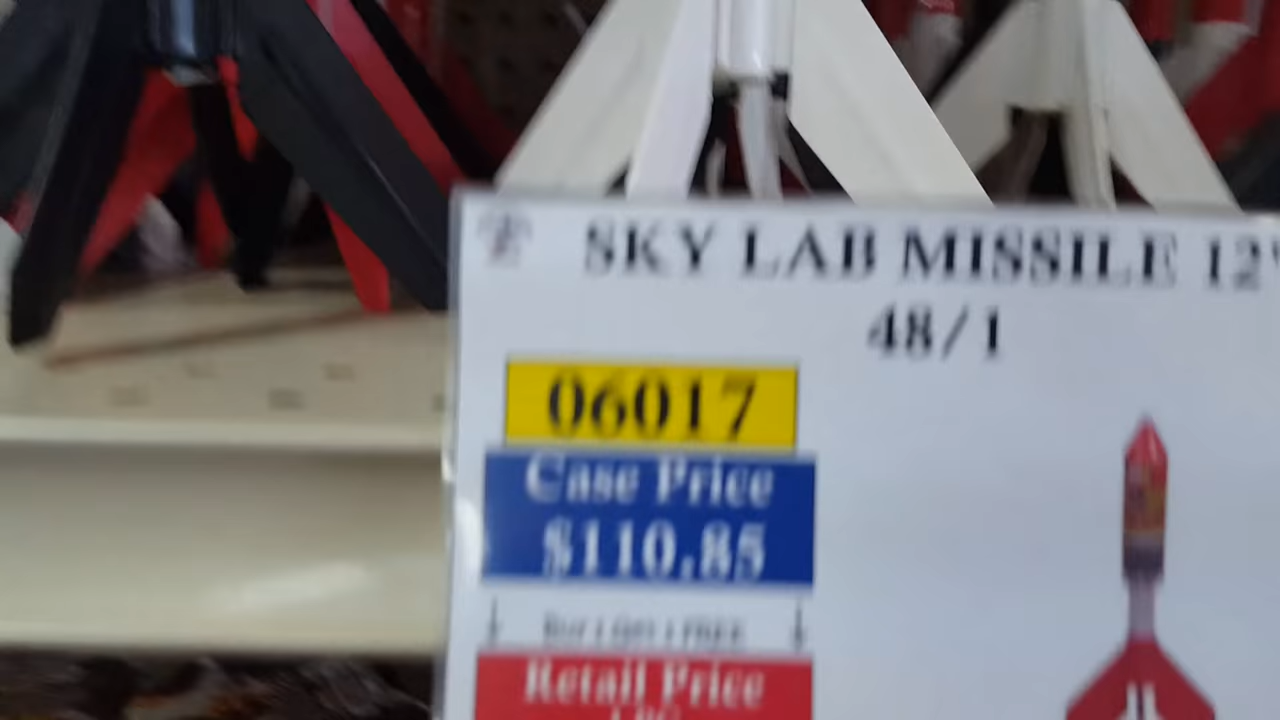 SKY LAB MISSILE 12"
48/1
06017
Case Price
$110.85
Retail Price